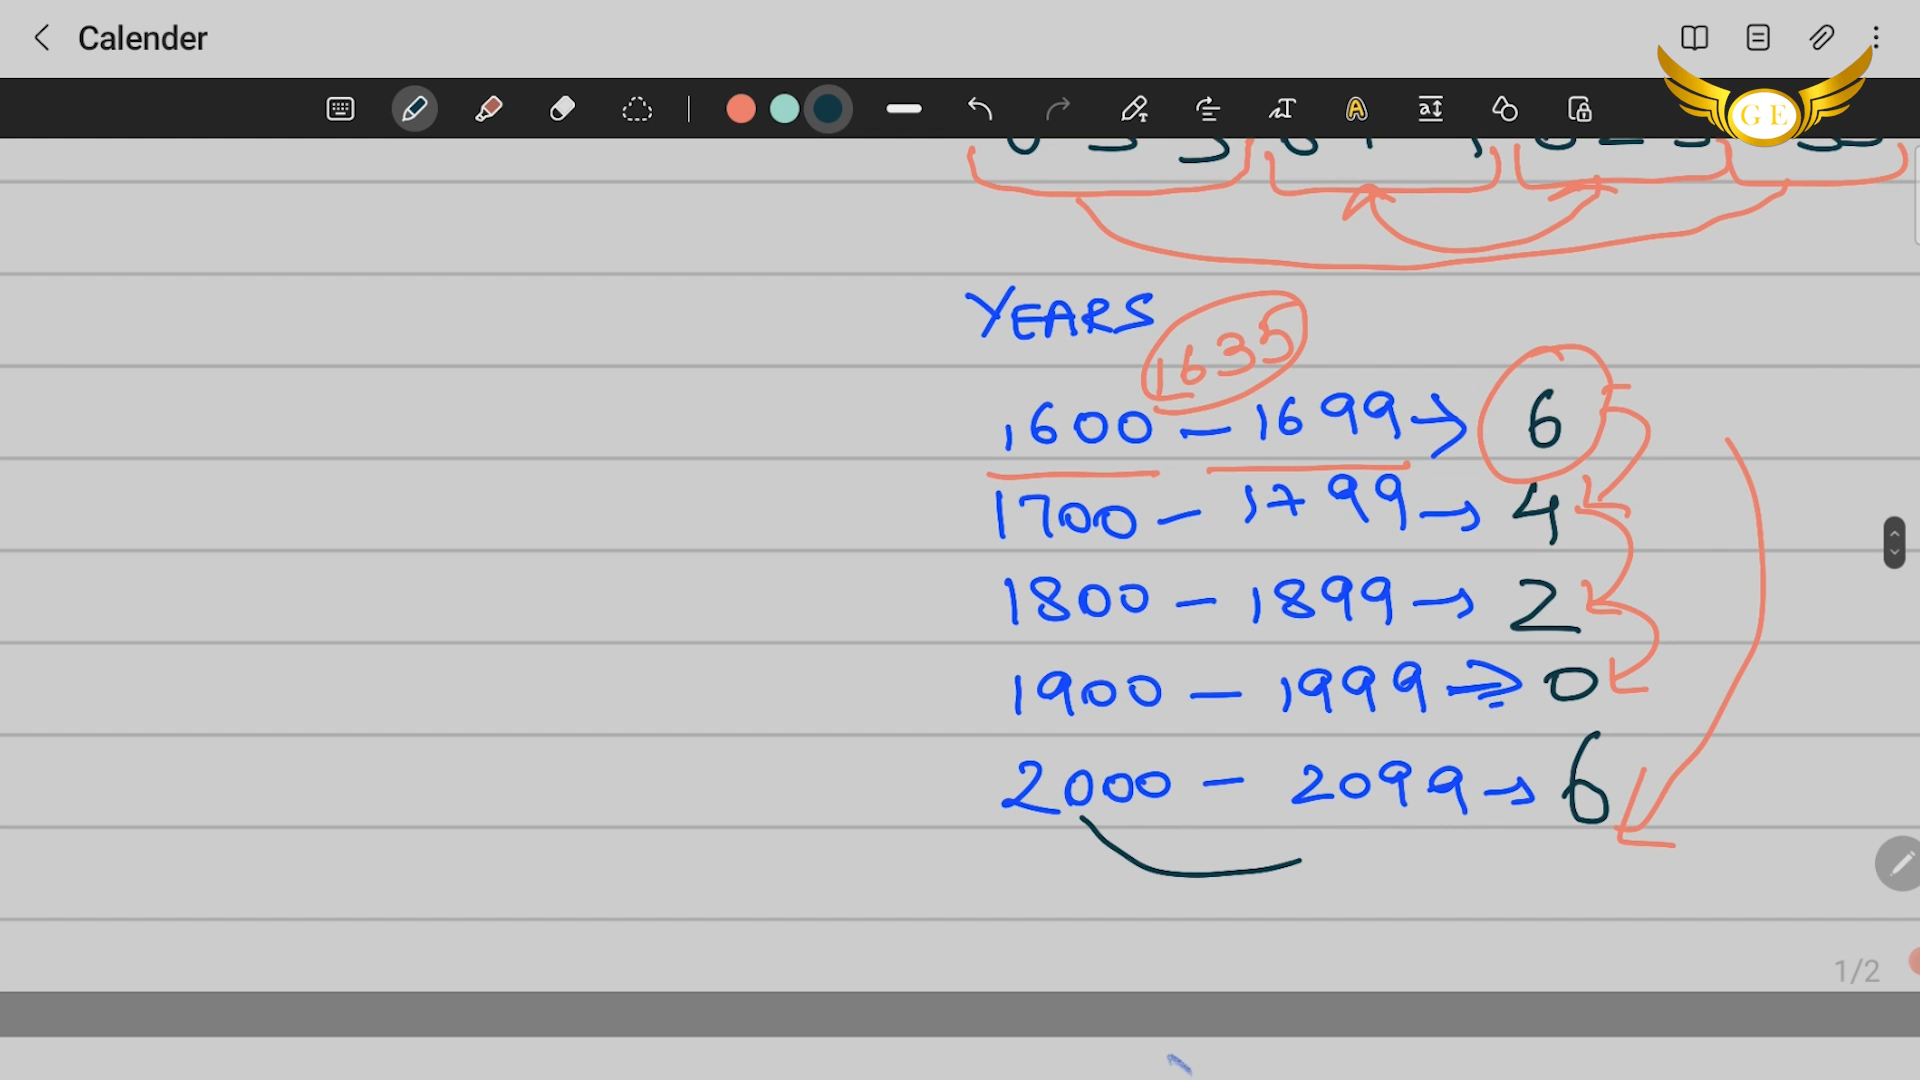 Calender
G E
YEARS
1635
1600 – 1699 → 6
1700 – 1799 → 4
1800 – 1899 → 2
1900 – 1999 → 0
2000 – 2099 → 6
1/2